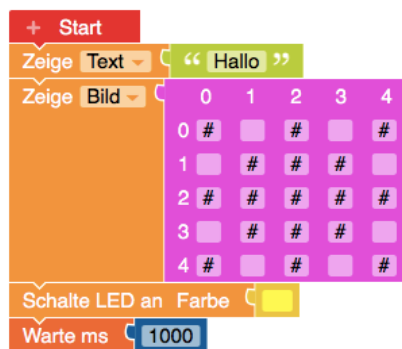 + Start
Zeige Text “ Hallo ”
Zeige Bild 0 1 2 3 4
0 # # #
1 # # #
2 # # # # #
3 # # #
4 # # #
Schalte LED an Farbe
Warte ms 1000